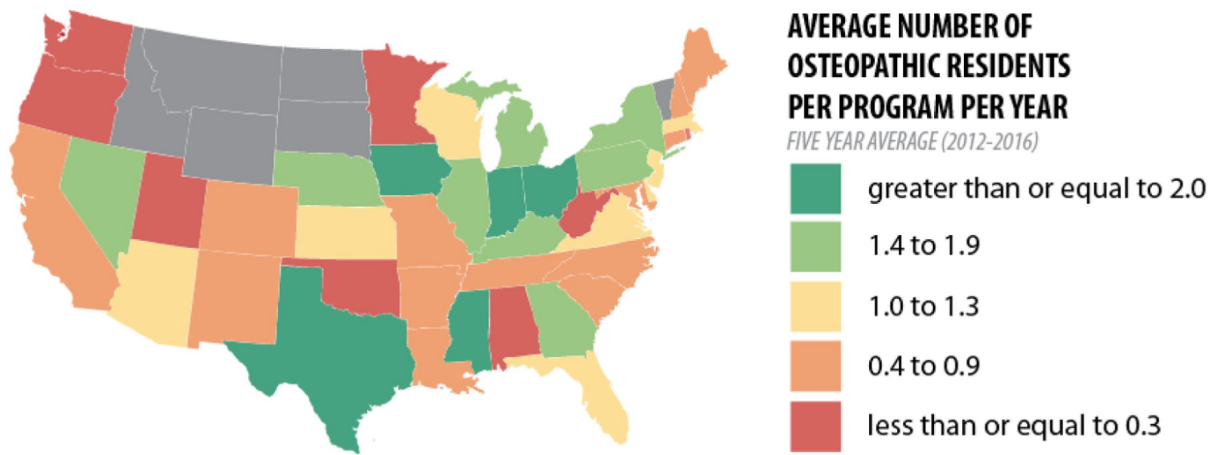 AVERAGE NUMBER OF
OSTEOPATHIC RESIDENTS
PER PROGRAM PER YEAR
FIVE YEAR AVERAGE (2012-2016)
greater than or equal to 2.0
1.4 to 1.9
1.0 to 1.3
0.4 to 0.9
less than or equal to 0.3